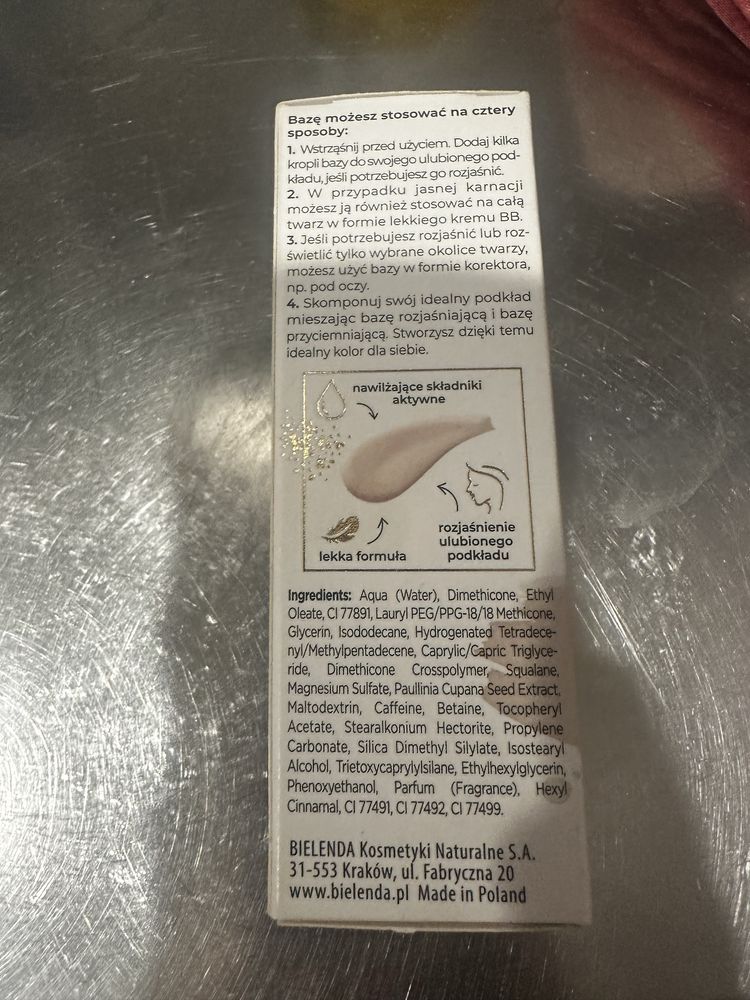 Bazę możesz stosować na cztery
sposoby:
1. Wstrząśnij przed użyciem. Dodaj kilka
kropli bazy do swojego ulubionego pod-
kładu, jeśli potrzebujesz go rozjaśnić.
2. W przypadku jasnej karnacji
możesz ją również stosować na całą
twarz w formie lekkiego kremu BB.
3. Jeśli potrzebujesz rozjaśnić lub roz-
świetlić tylko wybrane okolice twarzy,
możesz użyć bazy w formie korektora,
np. pod oczy.
4. Skomponuj swój idealny podkład
mieszając bazę rozjaśniającą i bazę
przyciemniającą. Stworzysz dzięki temu
idealny kolor dla siebie.
nawilżające składniki
aktywne
rozjaśnienie
ulubionego
podkładu
lekka formuła
Ingredients: Aqua (Water), Dimethicone, Ethyl
Oleate, CI 77891, Lauryl PEG/PPG-18/18 Methicone,
Glycerin, Isododecane, Hydrogenated Tetradece-
nyl/Methylpentadecene, Caprylic/Capric Triglyce-
ride, Dimethicone Crosspolymer, Squalane,
Magnesium Sulfate, Paullinia Cupana Seed Extract,
Maltodextrin, Caffeine, Betaine, Tocopheryl
Acetate, Stearalkonium Hectorite, Propylene
Carbonate, Silica Dimethyl Silylate, Isostearyl
Alcohol, Trietoxycaprylylsilane, Ethylhexylglycerin,
Phenoxyethanol, Parfum (Fragrance), Hexyl
Cinnamal, CI 77491, CI 77492, CI 77499.
BIELENDA Kosmetyki Naturalne S.A.
31-553 Kraków, ul. Fabryczna 20
www.bielenda.pl Made in Poland